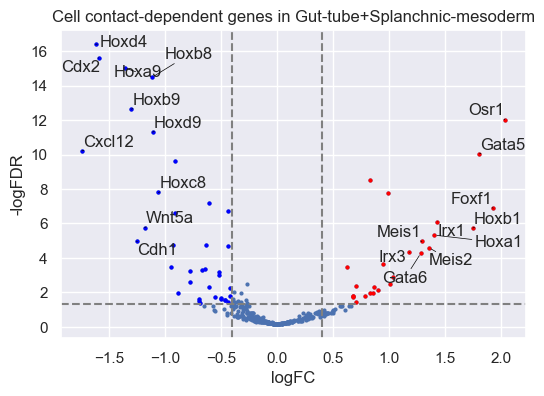 Cell contact-dependent genes in Gut-tube+Splanchnic-mesoderm
16
14
12
10
8
6
4
2
0
-logFDR
Hoxd4
Hoxb8
Cdx2
Hoxa9
Hoxb9
Hoxd9
Cxcl12
Hoxc8
Wnt5a
Cdh1
Osr1
Gata5
Foxf1
Hoxb1
Meis1
Irx1
Hoxa1
Irx3
Meis2
Gata6
−1.5
−1.0
−0.5
0.0
0.5
1.0
1.5
2.0
logFC